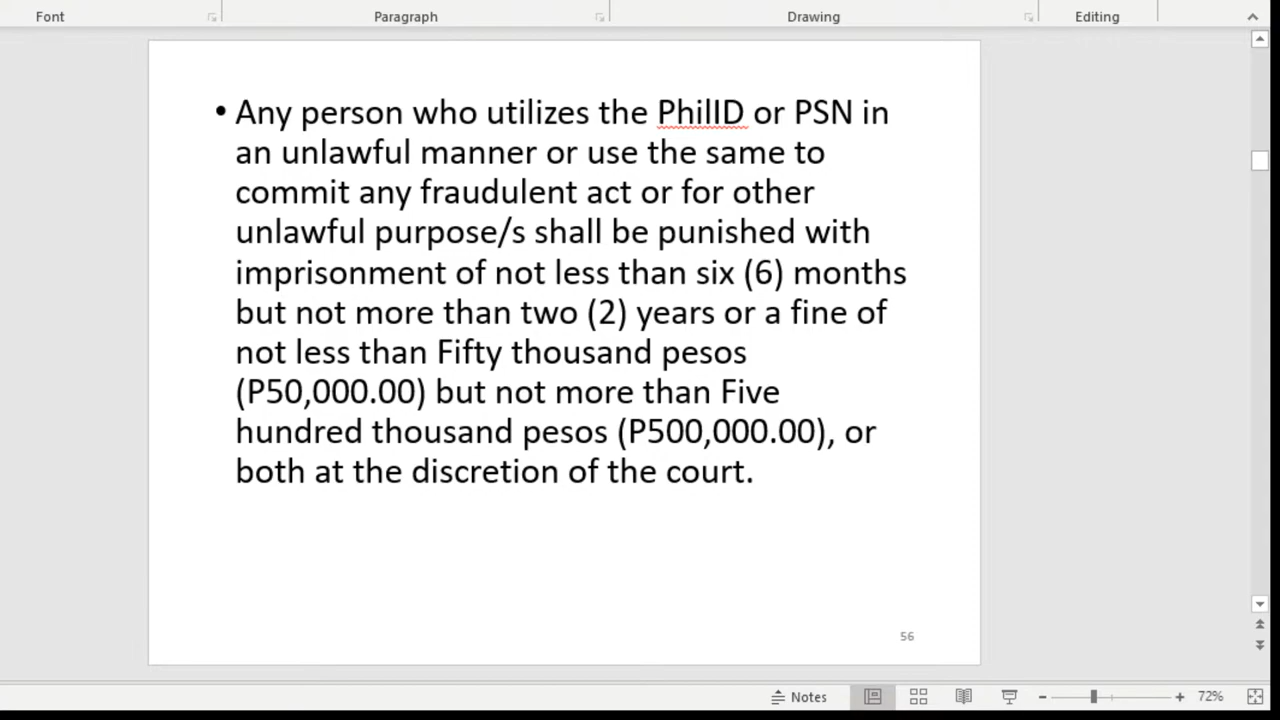 Font Paragraph Drawing Editing
• Any person who utilizes the PhilID or PSN in
an unlawful manner or use the same to
commit any fraudulent act or for other
unlawful purpose/s shall be punished with
imprisonment of not less than six (6) months
but not more than two (2) years or a fine of
not less than Fifty thousand pesos
(P50,000.00) but not more than Five
hundred thousand pesos (P500,000.00), or
both at the discretion of the court.
56
Notes 72%